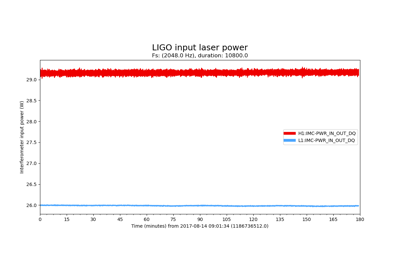 LIGO input laser power
Fs: (2048.0 Hz), duration: 10800.0
Interferometer input power (W)
29.0
28.5
28.0
27.5
27.0
26.5
26.0
H1:IMC-PWR_IN_OUT_DQ
L1:IMC-PWR_IN_OUT_DQ
0 15 30 45 60 75 90 105 120 135 150 165 180
Time (minutes) from 2017-08-14 09:01:34 (1186736512.0)